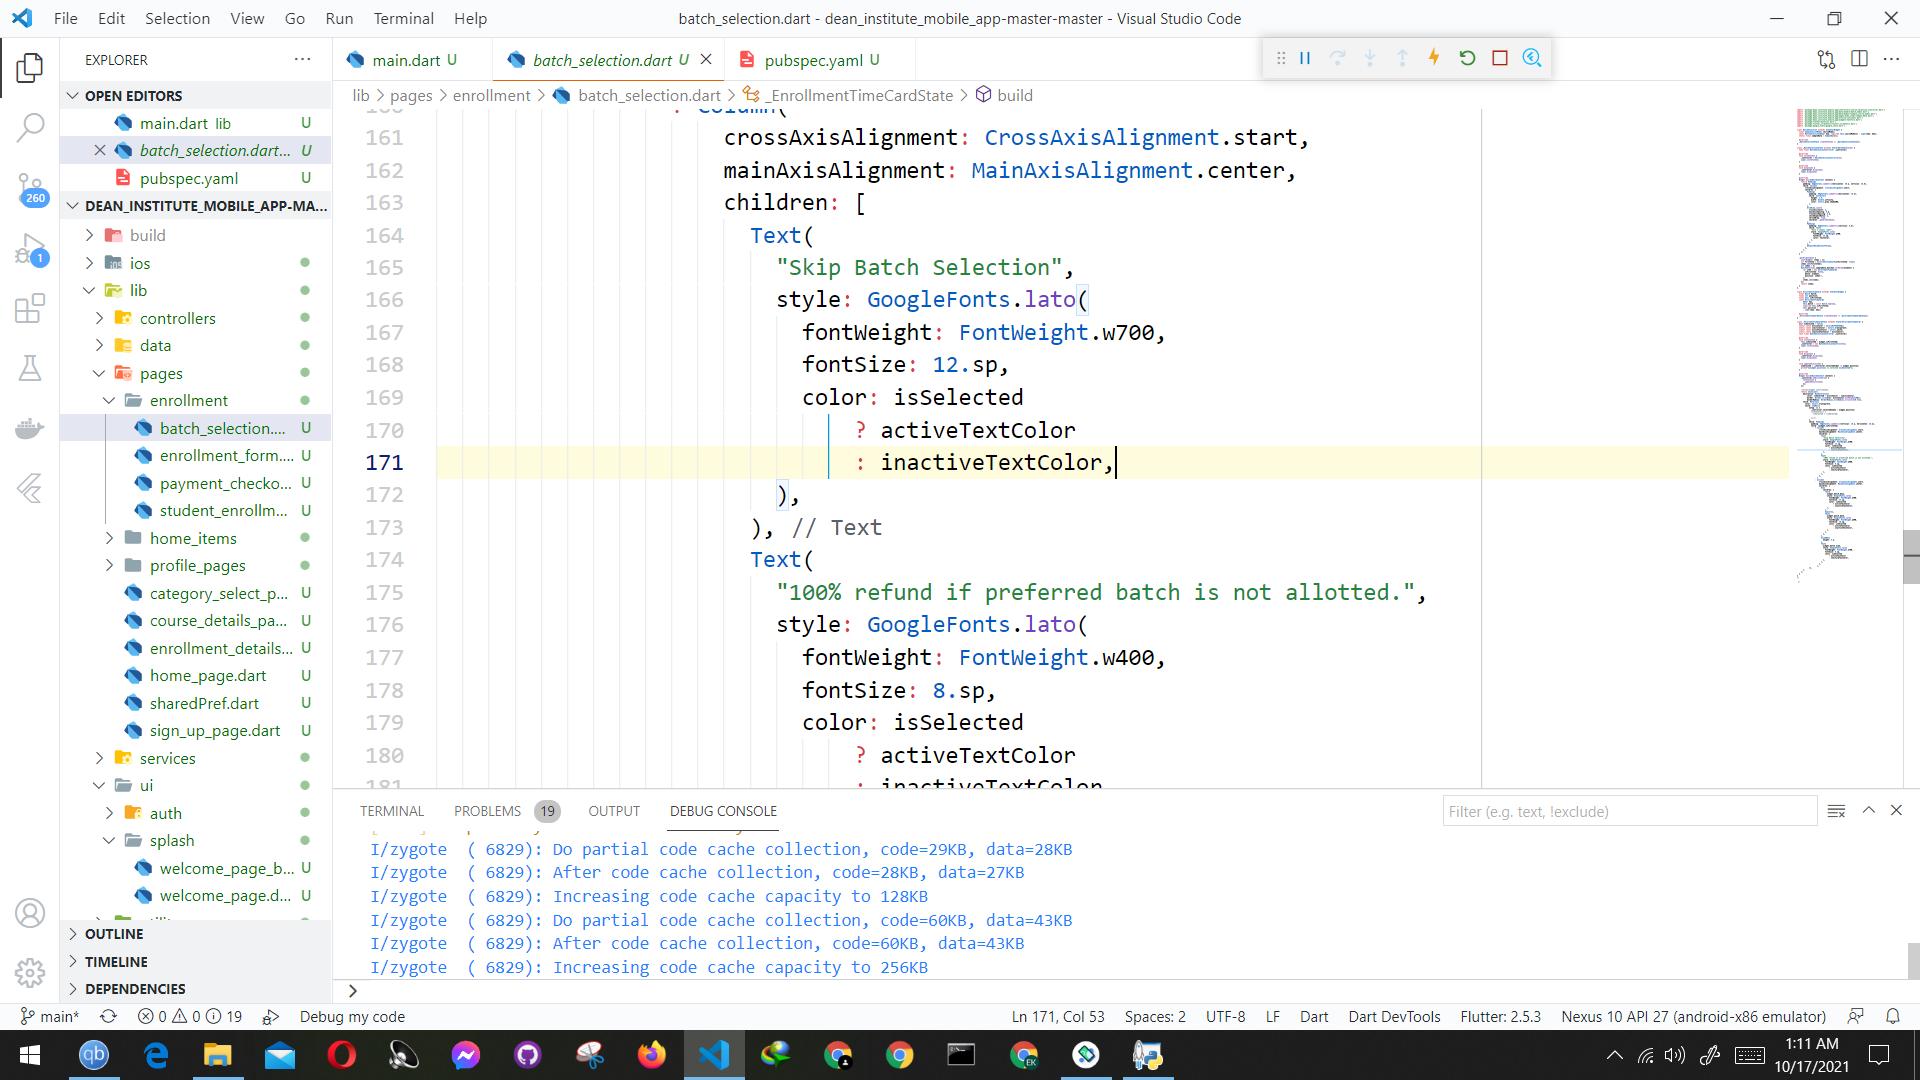 File Edit Selection View Go Run Terminal Help
batch_selection.dart - dean_institute_mobile_app-master-master - Visual Studio Code
EXPLORER
OPEN EDITORS
main.dart lib U
batch_selection.dart... U
pubspec.yaml U
260
DEAN_INSTITUTE_MOBILE_APP-MA...
1
build
ios
lib
controllers
data
pages
enrollment
batch_selection.... U
enrollment_form.... U
payment_checko... U
student_enrollm... U
home_items
profile_pages
category_select_p... U
course_details_pa... U
enrollment_details... U
home_page.dart U
sharedPref.dart U
sign_up_page.dart U
services
ui
auth
splash
welcome_page_b... U
welcome_page.d... U
OUTLINE
TIMELINE
DEPENDENCIES
main.dart U
batch_selection.dart U
pubspec.yaml U
lib > pages > enrollment > batch_selection.dart > _EnrollmentTimeCardState > build
160 : Column(
161 crossAxisAlignment: CrossAxisAlignment.start,
162 mainAxisAlignment: MainAxisAlignment.center,
163 children: [
164 Text(
165 "Skip Batch Selection",
166 style: GoogleFonts.lato(
167 fontWeight: FontWeight.w700,
168 fontSize: 12.sp,
169 color: isSelected
170 ? activeTextColor
171 : inactiveTextColor,
172 ),
173 ), // Text
174 Text(
175 "100% refund if preferred batch is not allotted.",
176 style: GoogleFonts.lato(
177 fontWeight: FontWeight.w400,
178 fontSize: 8.sp,
179 color: isSelected
180 ? activeTextColor
181 : inactiveTextColor
TERMINAL PROBLEMS 19 OUTPUT DEBUG CONSOLE
Filter (e.g. text, !exclude)
I/zygote ( 6829): Do partial code cache collection, code=29KB, data=28KB
I/zygote ( 6829): After code cache collection, code=28KB, data=27KB
I/zygote ( 6829): Increasing code cache capacity to 128KB
I/zygote ( 6829): Do partial code cache collection, code=60KB, data=43KB
I/zygote ( 6829): After code cache collection, code=60KB, data=43KB
I/zygote ( 6829): Increasing code cache capacity to 256KB
main* 0 0 19 Debug my code
Ln 171, Col 53 Spaces: 2 UTF-8 LF Dart Dart DevTools Flutter: 2.5.3 Nexus 10 API 27 (android-x86 emulator)
qb
EK
1:11 AM
10/17/2021